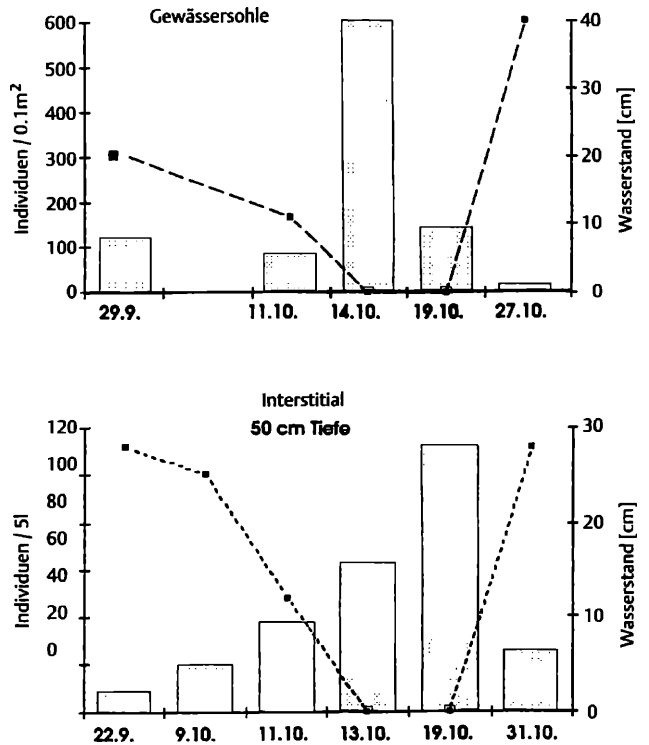 Gewässersohle
Individuen / 0.1m²
600
500
400
300
200
100
0
40
30
20
10
0
Wasserstand [cm]
29.9. 11.10. 14.10. 19.10. 27.10.
Interstitial
50 cm Tiefe
Individuen / 5l
120
100
80
60
40
20
0
30
20
10
0
Wasserstand [cm]
22.9. 9.10. 11.10. 13.10. 19.10. 31.10.